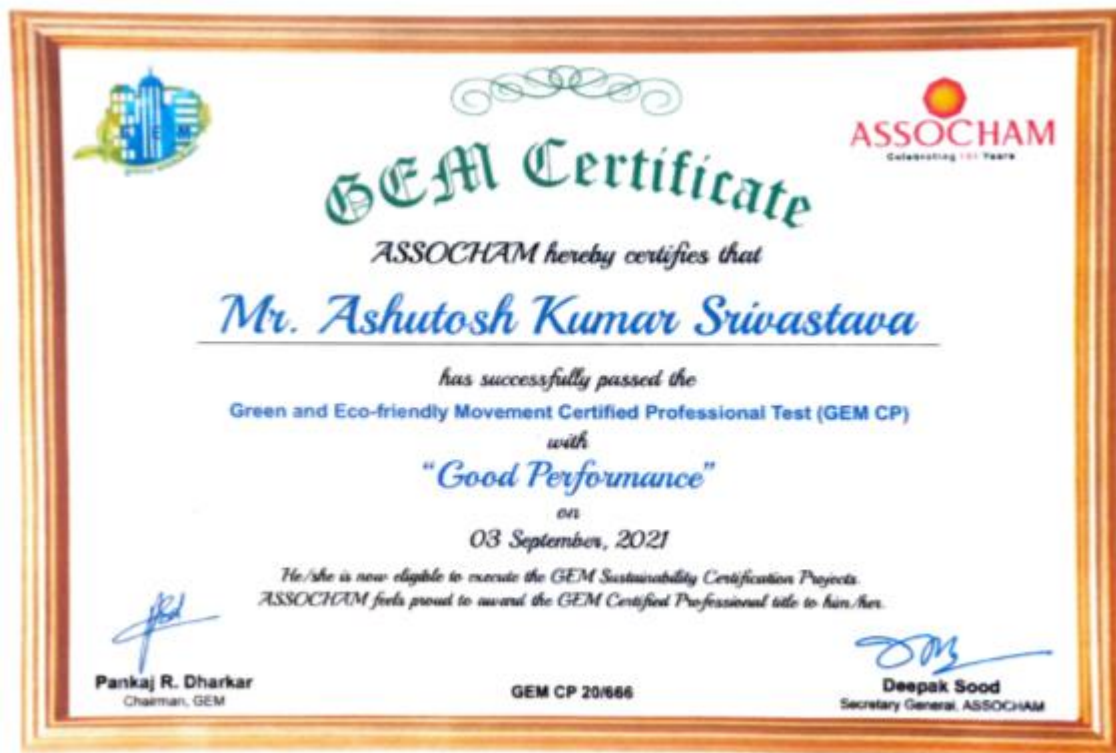 G E M
ASSOCHAM
Celebrating 100 Years
GEM Certificate
ASSOCHAM hereby certifies that
Mr. Ashutosh Kumar Srivastava
has successfully passed the
Green and Eco-friendly Movement Certified Professional Test (GEM CP)
with
“Good Performance”
on
03 September, 2021
He/she is now eligible to execute the GEM Sustainability Certification Projects.
ASSOCHAM feels proud to award the GEM Certified Professional title to him/her.
Pankaj R. Dharkar
Chairman, GEM
GEM CP 20/666
Deepak Sood
Secretary General, ASSOCHAM